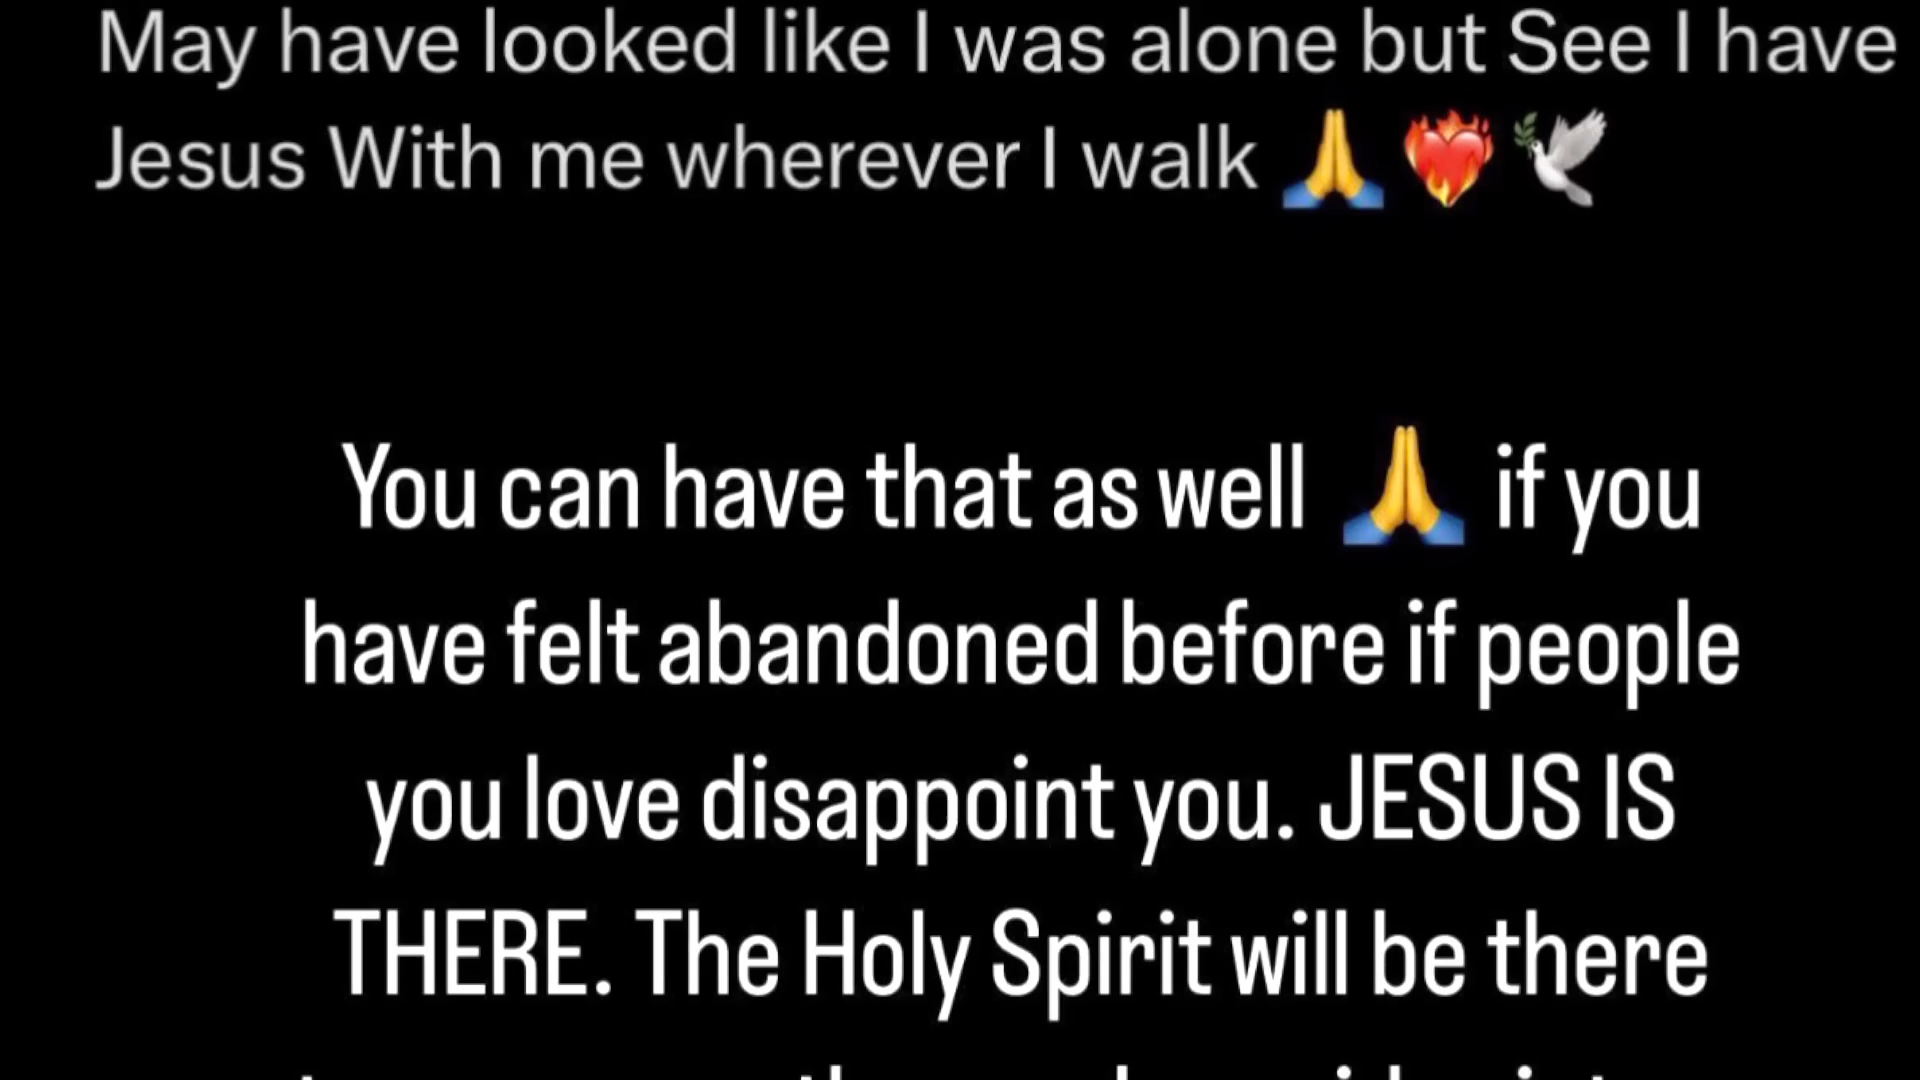 May have looked like I was alone but See I have
Jesus With me wherever I walk 🙏❤️‍🔥🕊️
You can have that as well 🙏 if you
have felt abandoned before if people
you love disappoint you. JESUS IS
THERE. The Holy Spirit will be there